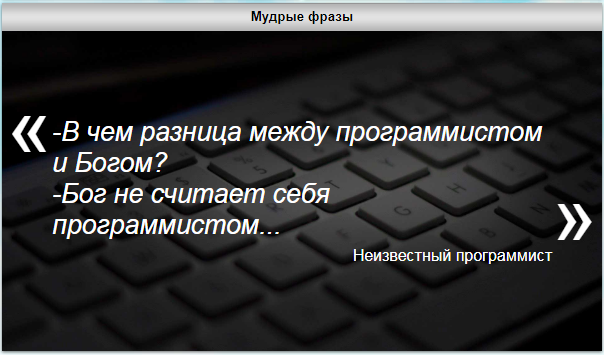 Мудрые фразы
«
-В чем разница между программистом
и Богом?
-Бог не считает себя
программистом...
»
Неизвестный программист